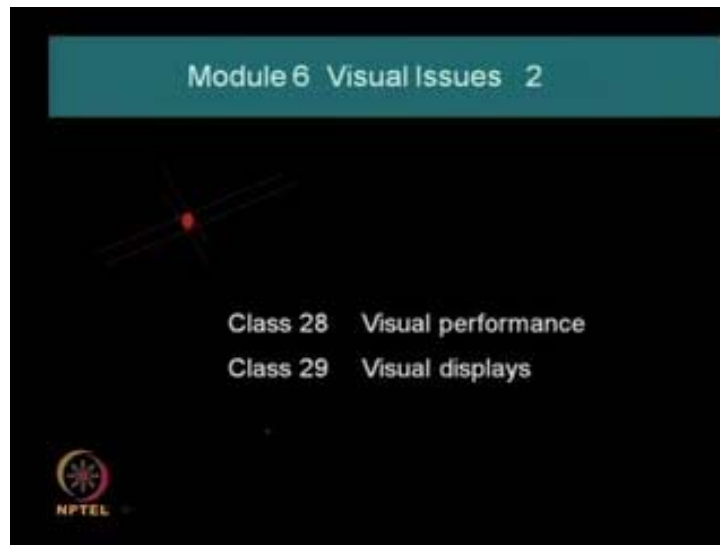 Module 6 Visual Issues 2
Class 28 Visual performance
Class 29 Visual displays
NPTEL